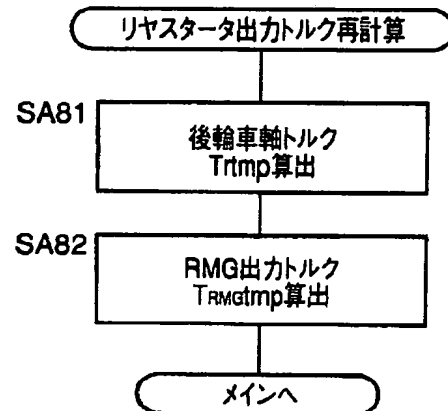 リヤスタータ出力トルク再計算
SA81
後輪車軸トルク
Trtmp算出
SA82
RMG出力トルク
TRMGtmp算出
メインへ